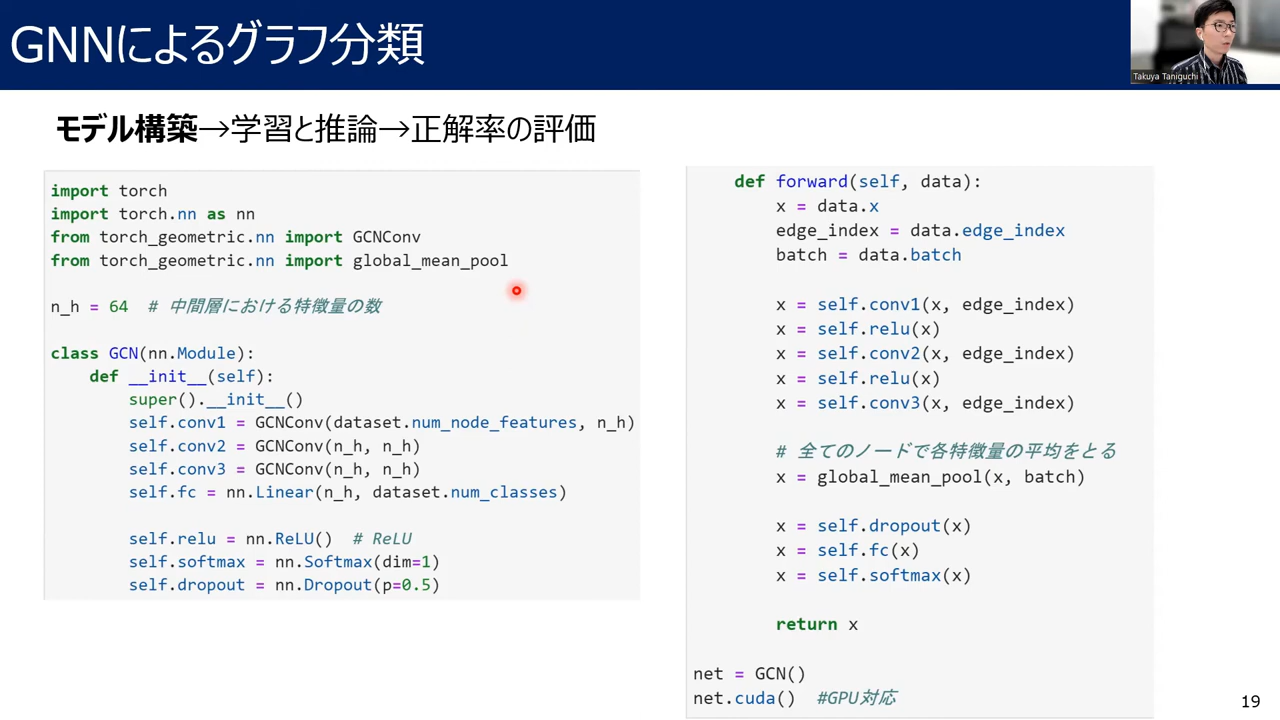 GNNによるグラフ分類
Takuya Taniguchi
モデル構築→学習と推論→正解率の評価
import torch
import torch.nn as nn
from torch_geometric.nn import GCNConv
from torch_geometric.nn import global_mean_pool
n_h = 64  # 中間層における特徴量の数
class GCN(nn.Module):
    def __init__(self):
        super().__init__()
        self.conv1 = GCNConv(dataset.num_node_features, n_h)
        self.conv2 = GCNConv(n_h, n_h)
        self.conv3 = GCNConv(n_h, n_h)
        self.fc = nn.Linear(n_h, dataset.num_classes)
        self.relu = nn.ReLU()  # ReLU
        self.softmax = nn.Softmax(dim=1)
        self.dropout = nn.Dropout(p=0.5)
    def forward(self, data):
        x = data.x
        edge_index = data.edge_index
        batch = data.batch
        x = self.conv1(x, edge_index)
        x = self.relu(x)
        x = self.conv2(x, edge_index)
        x = self.relu(x)
        x = self.conv3(x, edge_index)
        # 全てのノードで各特徴量の平均をとる
        x = global_mean_pool(x, batch)
        x = self.dropout(x)
        x = self.fc(x)
        x = self.softmax(x)
        return x
net = GCN()
net.cuda()  #GPU対応
19